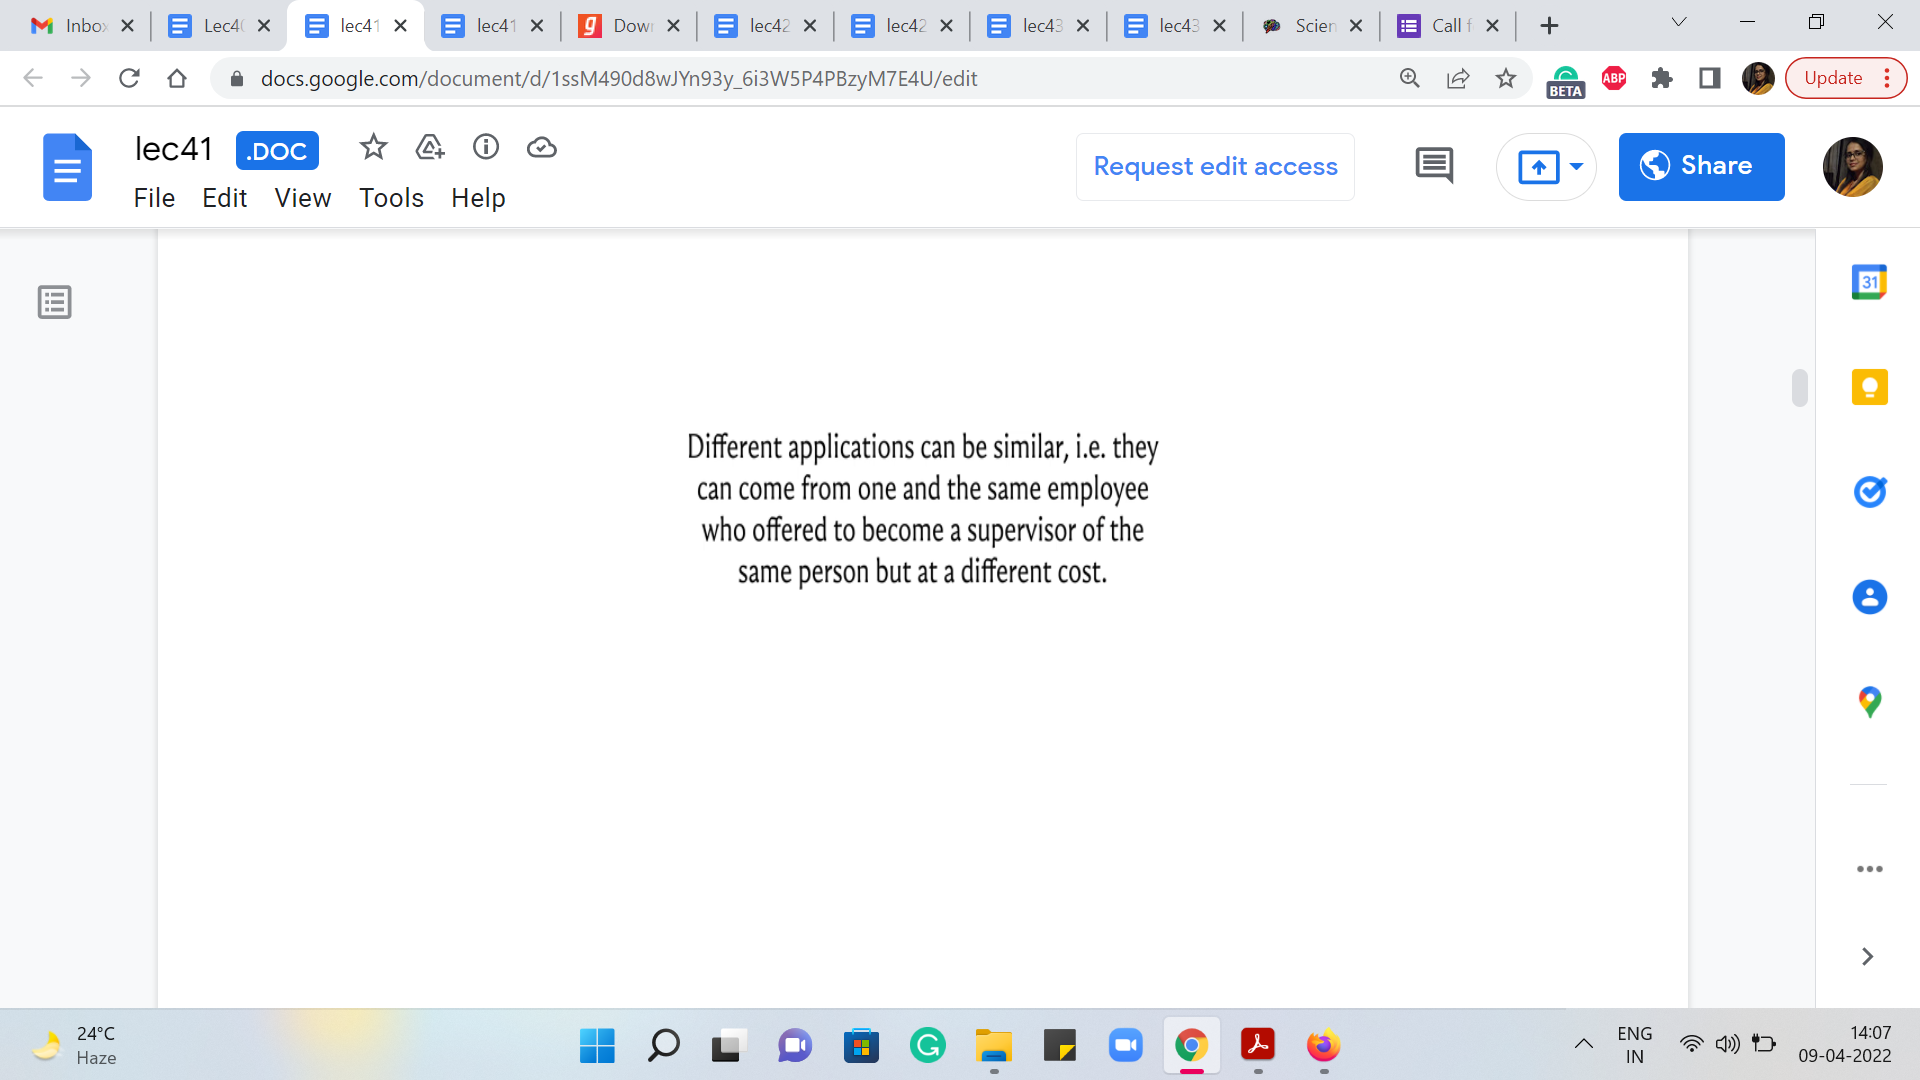 Inbox
Lec40
lec41
lec41
Down
lec42
lec42
lec43
lec43
Scien
Call f
docs.google.com/document/d/1ssM490d8wJYn93y_6i3W5P4PBzyM7E4U/edit
BETA
ABP
Update
lec41
.DOC
File Edit View Tools Help
Request edit access
Share
31
Different applications can be similar, i.e. they
can come from one and the same employee
who offered to become a supervisor of the
same person but at a different cost.
24°C
Haze
ENG
IN
14:07
09-04-2022